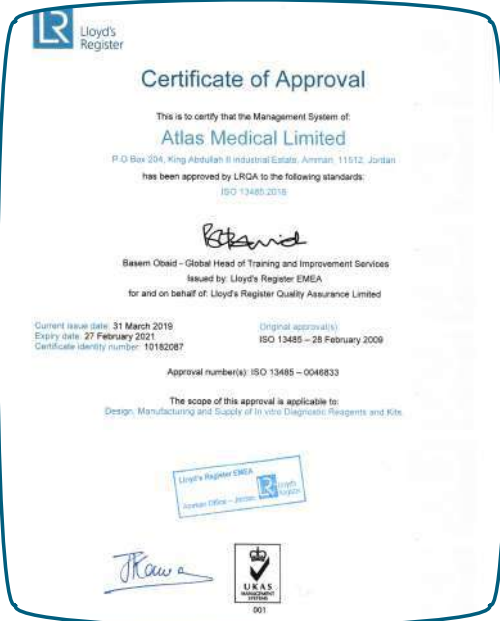 LR
Lloyd's
Register
Certificate of Approval
This is to certify that the Management System of:
Atlas Medical Limited
P.O Box 204, King Abdullah II Industrial Estate, Amman, 11512, Jordan
has been approved by LRQA to the following standards:
ISO 13485:2016
Basem Obaid – Global Head of Training and Improvement Services
Issued by: Lloyd's Register EMEA
for and on behalf of: Lloyd's Register Quality Assurance Limited
Current issue date: 31 March 2019
Expiry date: 27 February 2021
Certificate identity number: 10182087
Original approval(s):
ISO 13485 – 28 February 2009
Approval number(s): ISO 13485 – 0046833
The scope of this approval is applicable to:
Design, Manufacturing and Supply of In vitro Diagnostic Reagents and Kits.
Lloyd's Register EMEA
Amman Office – Jordan
LR
Lloyd's
Register
UKAS
MANAGEMENT
SYSTEMS
001